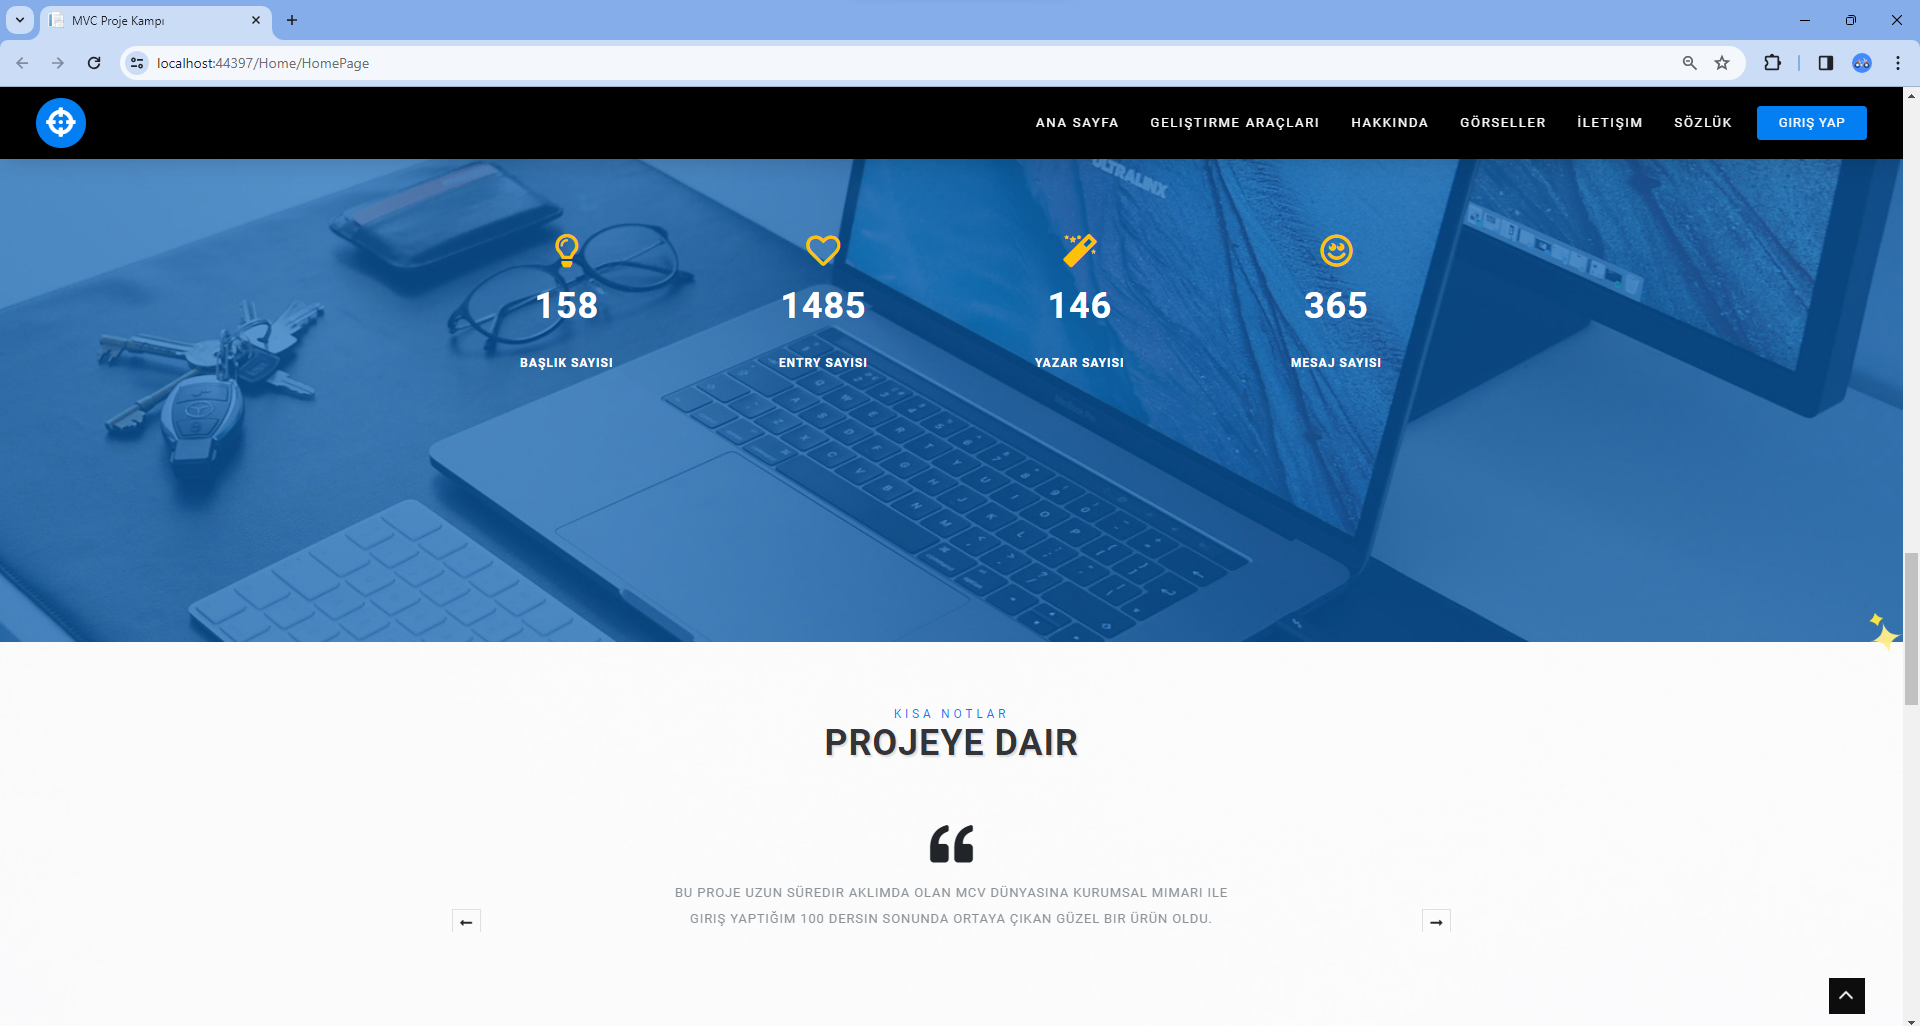 MVC Proje Kampı
localhost:44397/Home/HomePage
ANA SAYFA GELIŞTIRME ARAÇLARI HAKKINDA GÖRSELLER İLETIŞIM SÖZLÜK GIRIŞ YAP
ULTRALINX
158 1485 146 365
BAŞLIK SAYISI ENTRY SAYISI YAZAR SAYISI MESAJ SAYISI
KISA NOTLAR
PROJEYE DAIR
BU PROJE UZUN SÜREDIR AKLIMDA OLAN MCV DÜNYASINA KURUMSAL MIMARI ILE
GIRIŞ YAPTIĞIM 100 DERSIN SONUNDA ORTAYA ÇIKAN GÜZEL BIR ÜRÜN OLDU.